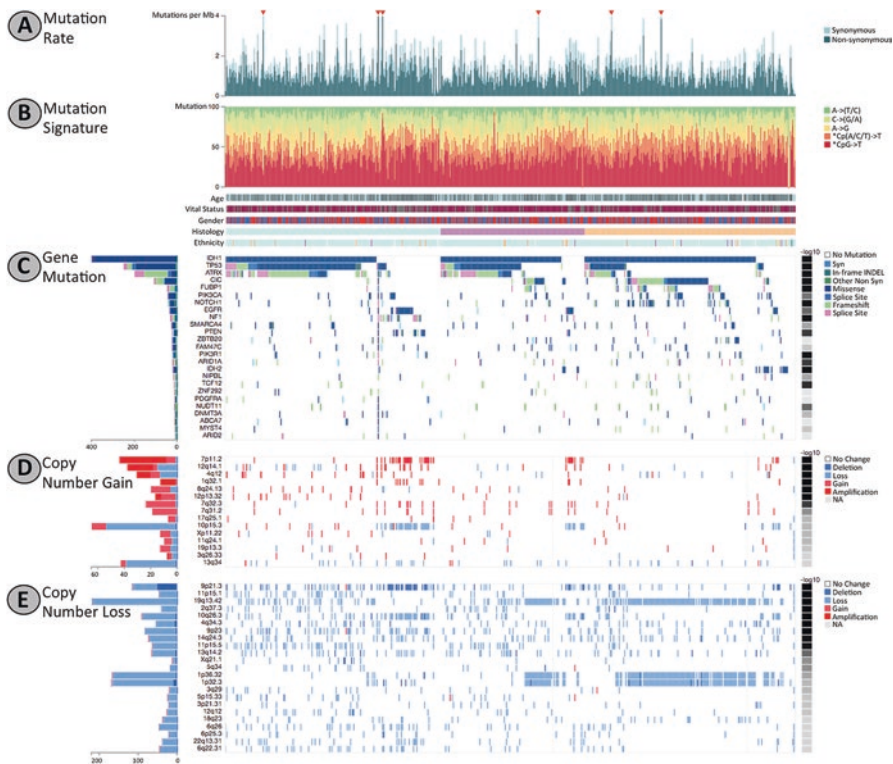 A Mutation Rate
Mutations per Mb 4
2
0
Synonymous
Non-synonymous
B Mutation Signature
Mutation 100
50
0
A->(T/C)
C->(G/A)
A->G
*Cp(A/C/T)->T
*CpG->T
Age
Vital Status
Gender
Histology
Ethnicity
C Gene Mutation
IDH1
TP53
ATRX
CIC
FUBP1
PIK3CA
NOTCH1
EGFR
NF1
SMARCA4
PTEN
ZBTB20
FAM47C
PIK3R1
ARID1A
IDH2
NIPBL
TCF12
ZNF292
PDGFRA
NUDT11
DNMT3A
ABCA7
MYST4
ARID2
400 200 0
-log10
No Mutation
Syn
In-frame INDEL
Other Non Syn
Missense
Splice Site
Frameshift
Splice Site
D Copy Number Gain
7p11.2
12q14.1
4q12
1q32.1
8q24.13
12p13.32
7q32.3
7q31.2
17q25.1
10p15.3
Xp11.22
11q24.1
19p13.3
3q26.33
13q34
60 40 20 0
-log10
No Change
Deletion
Loss
Gain
Amplification
NA
E Copy Number Loss
9p21.3
11p15.1
19q13.42
2q37.3
10q26.3
4q34.3
9p23
14q24.3
11p15.5
13q14.2
Xq21.1
5q34
1p36.32
1p32.3
3q29
5p15.33
3p21.31
12q12
18q23
6q26
6p25.3
22q13.31
6q22.31
200 100 0
-log10
No Change
Deletion
Loss
Gain
Amplification
NA